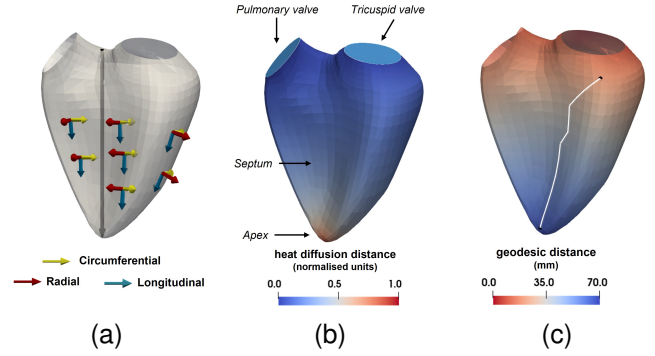 Pulmonary valve
Tricuspid valve
Septum
Apex
Circumferential
Radial
Longitudinal
heat diffusion distance
(normalised units)
0.0 0.5 1.0
geodesic distance
(mm)
0.0 35.0 70.0
(a)
(b)
(c)